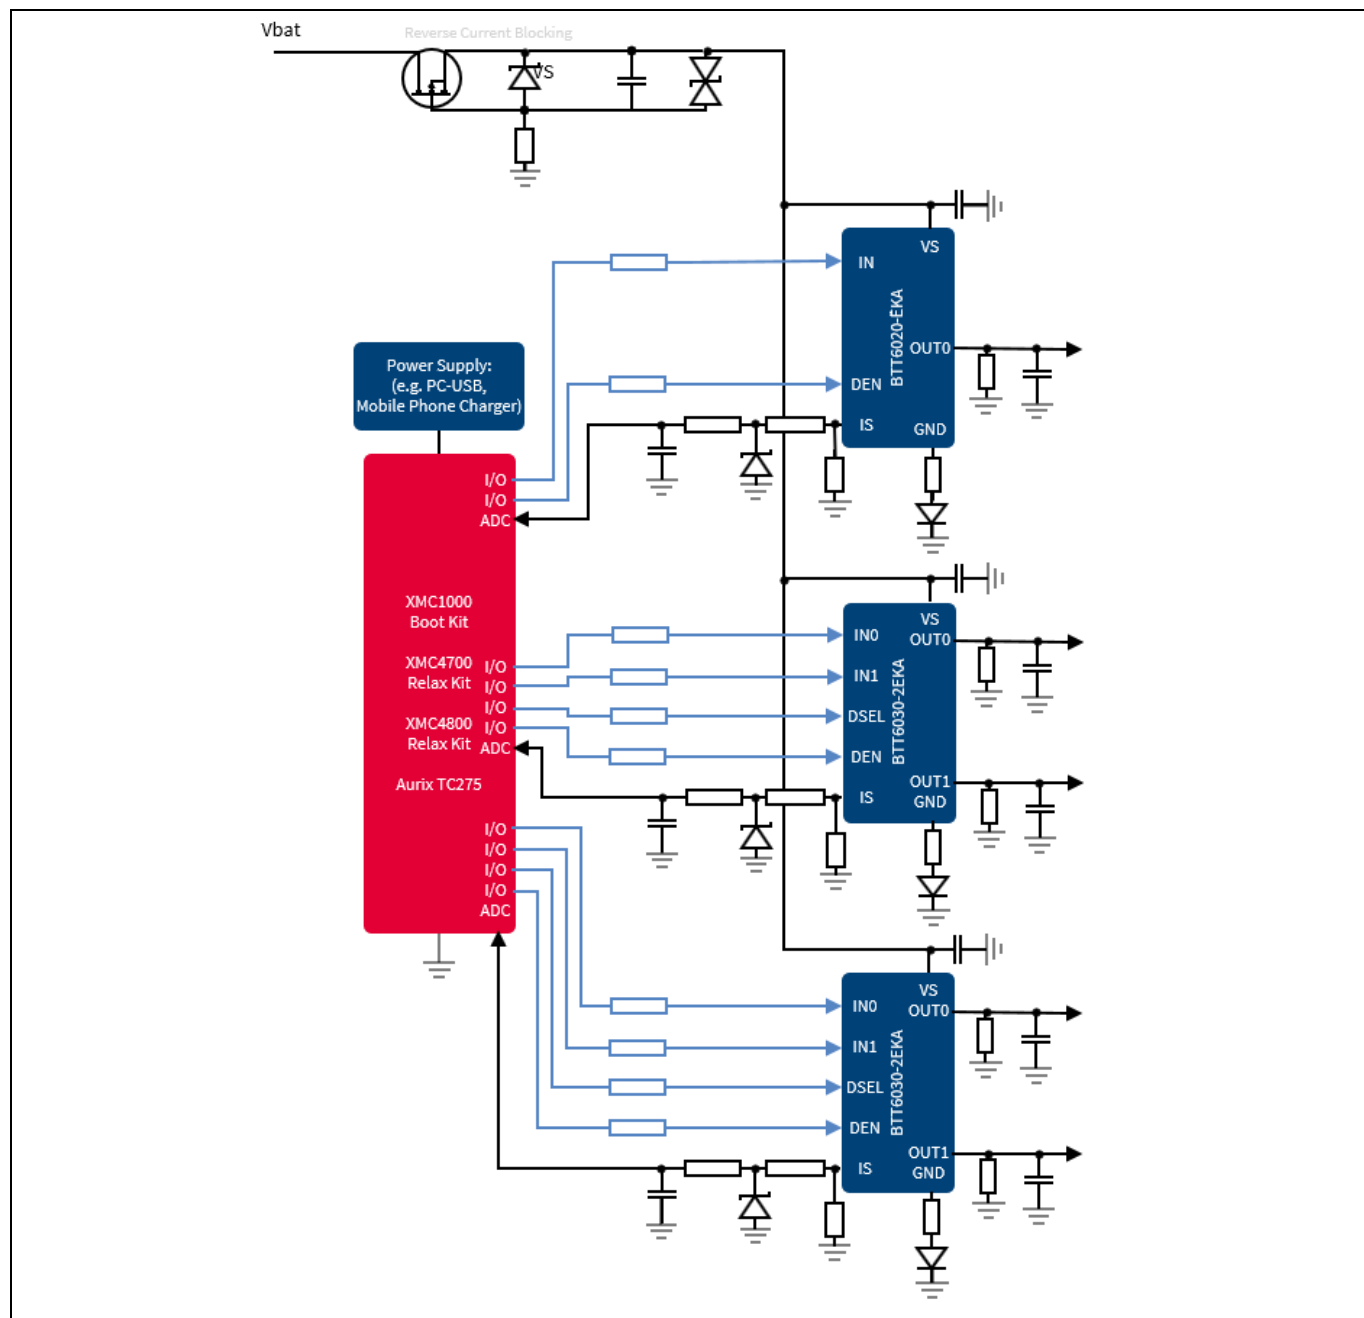 Vbat
Reverse Current Blocking
VS
VS
IN
BTT6020-EKA
OUT0
DEN
IS
GND
Power Supply:
(e.g. PC-USB,
Mobile Phone Charger)
I/O
I/O
ADC
XMC1000
Boot Kit
XMC4700
Relax Kit
XMC4800
Relax Kit
Aurix TC275
I/O
I/O
I/O
I/O
ADC
I/O
I/O
I/O
I/O
ADC
VS
OUT0
IN0
IN1
DSEL
DEN
BTT6030-2EKA
OUT1
IS
GND
VS
OUT0
IN0
IN1
DSEL
DEN
BTT6030-2EKA
OUT1
IS
GND